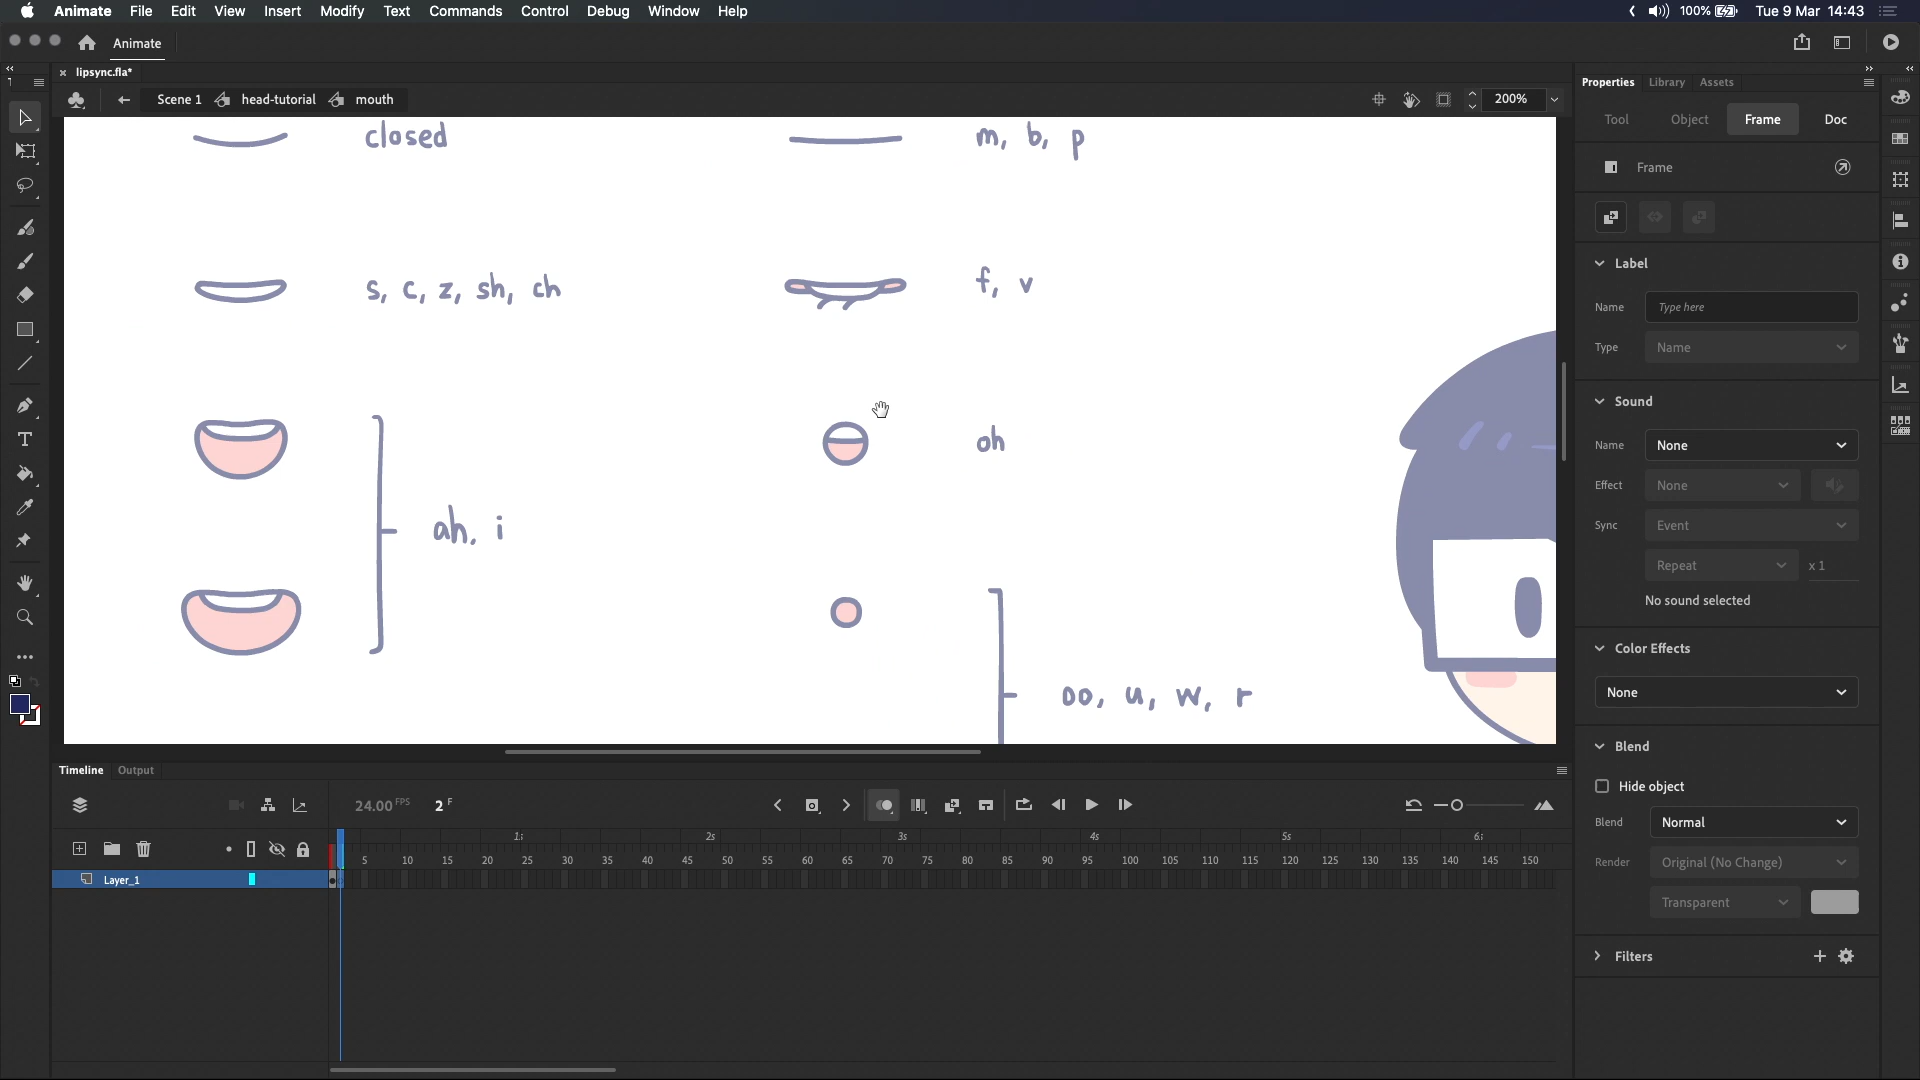 Animate File Edit View Insert Modify Text Commands Control Debug Window Help
100% Tue 9 Mar 14:43
Animate
lipsync.fla*
Properties Library Assets
Scene 1 head-tutorial mouth
200%
Tool Object Frame Doc
Frame
closed
m, b, p
s, c, z, sh, ch
f, v
oh
ah, i
oo, u, w, r
Label
Name Type here
Type Name
Sound
Name None
Effect None
Sync Event
Repeat x 1
No sound selected
Color Effects
None
Blend
Hide object
Blend Normal
Render Original (No Change)
Transparent
Filters
Timeline Output
24.00 FPS 2 F
2s 3s 4s 5s
5 10 15 20 25 30 35 40 45 50 55 60 65 70 75 80 85 90 95 100 105 110 115 120 125 130 135 140 145 150
Layer_1